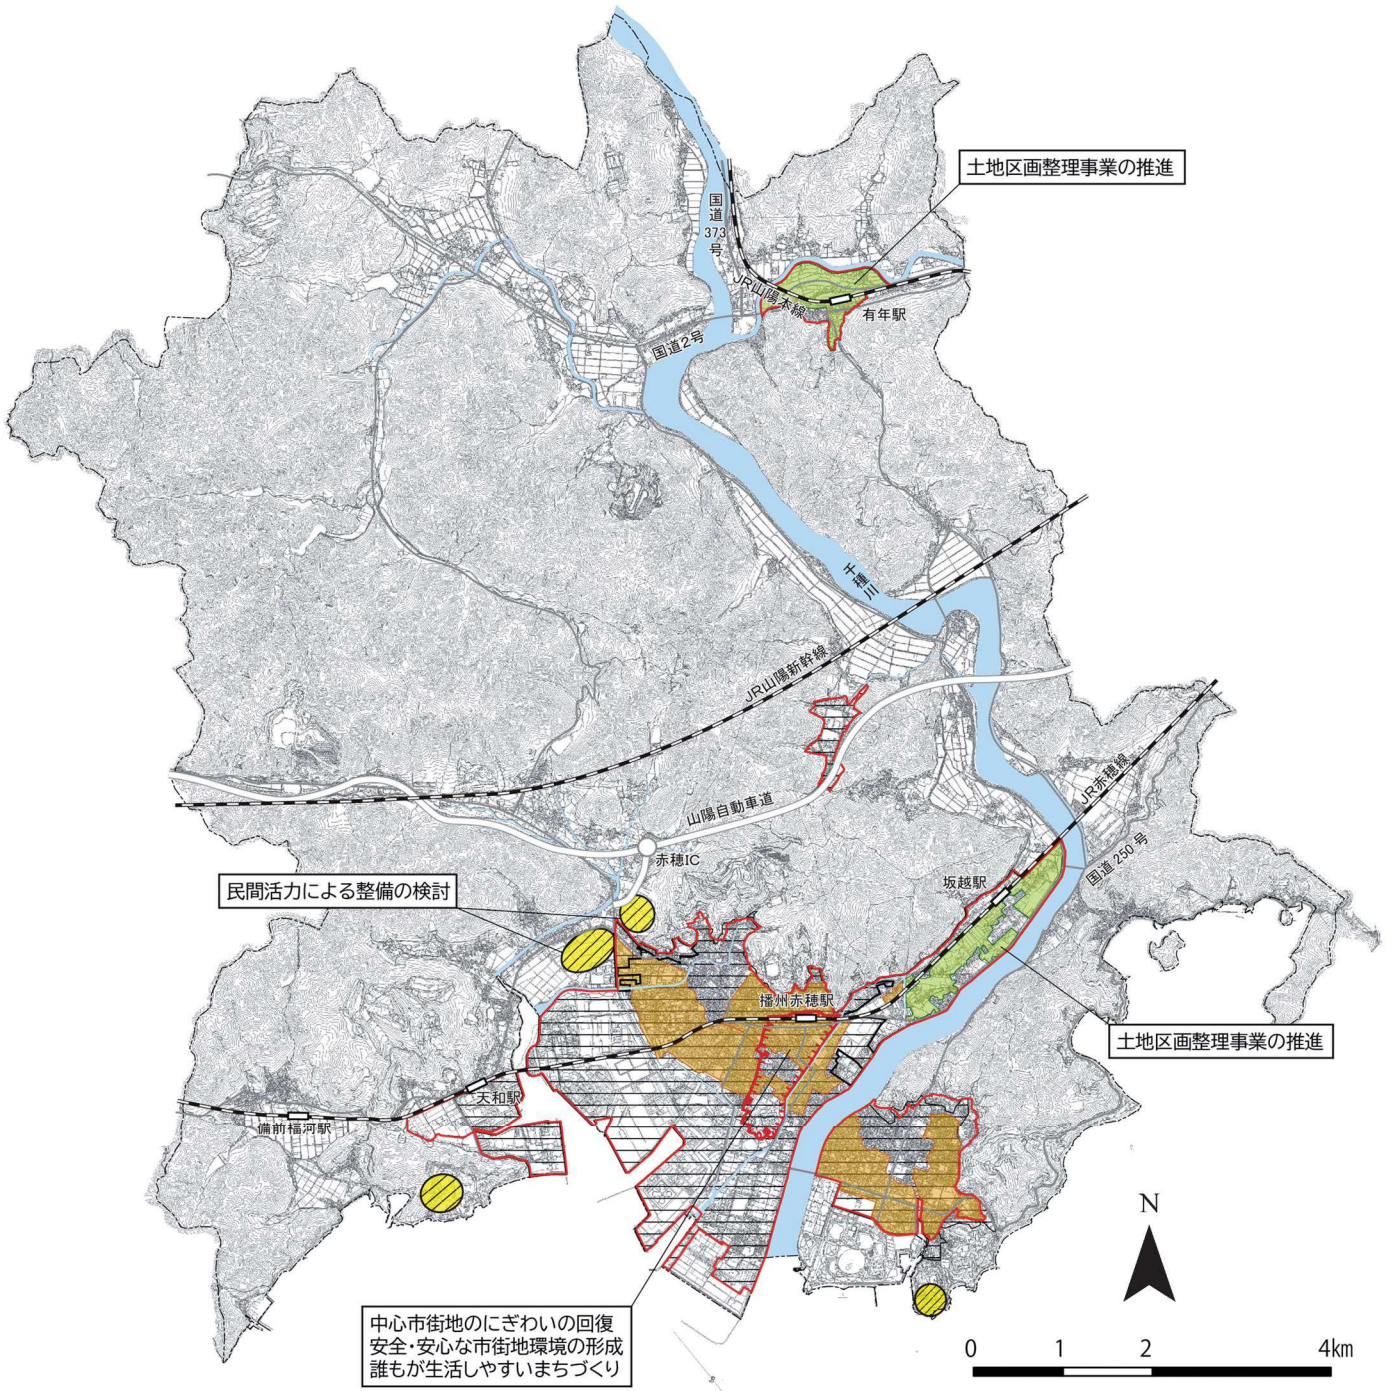 土地区画整理事業の推進
国道373号
JR山陽本線
有年駅
国道2号
千種川
JR山陽新幹線
山陽自動車道
JR赤穂線
国道250号
赤穂IC
坂越駅
民間活力による整備の検討
播州赤穂駅
土地区画整理事業の推進
天和駅
備前福河駅
中心市街地のにぎわいの回復
安全・安心な市街地環境の形成
誰もが生活しやすいまちづくり
N
0 1 2 4km